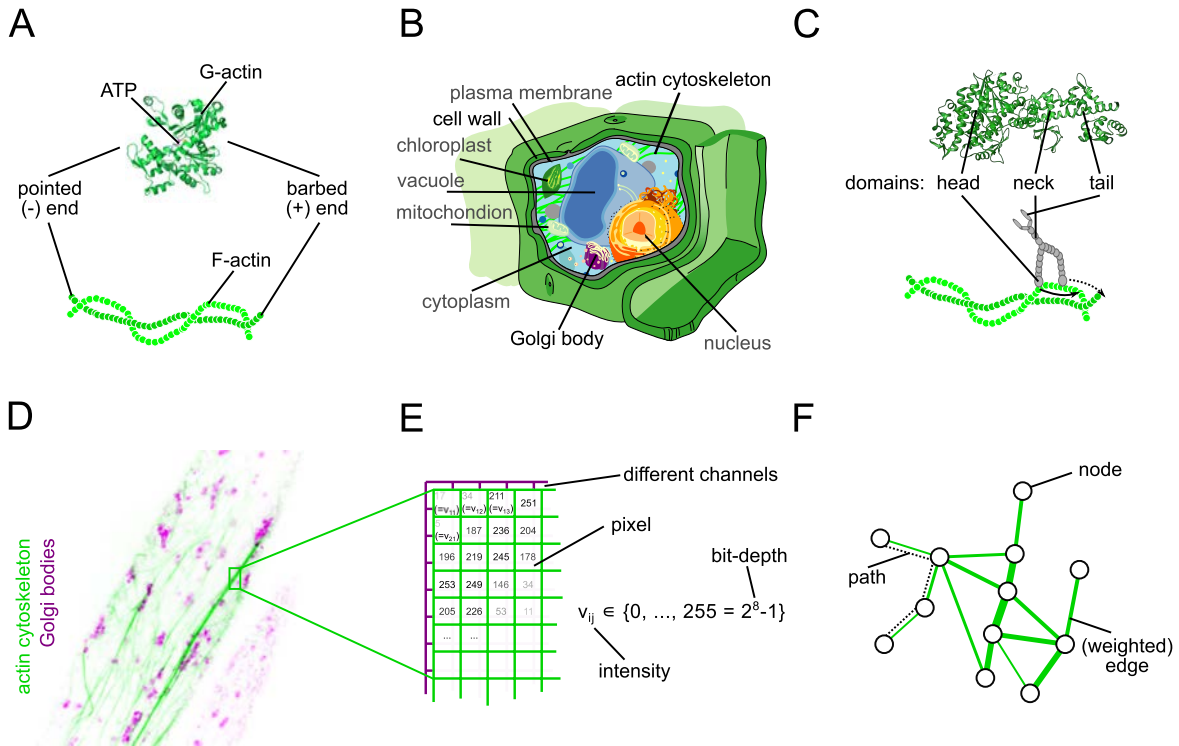 A
G-actin
ATP
pointed
(-) end
barbed
(+) end
F-actin
B
actin cytoskeleton
plasma membrane
cell wall
chloroplast
vacuole
mitochondion
cytoplasm
Golgi body
nucleus
C
domains: head neck tail
D
actin cytoskeleton
Golgi bodies
E
different channels
17 34 211 251
(=v11) (=v12) (=v13)
187 236 204
(=v21)
196 219 245 178
253 249 146 34
205 226 53 11
... ...
pixel
bit-depth
vij ∈ {0, ..., 255 = 2⁸-1}
intensity
F
node
path
(weighted)
edge